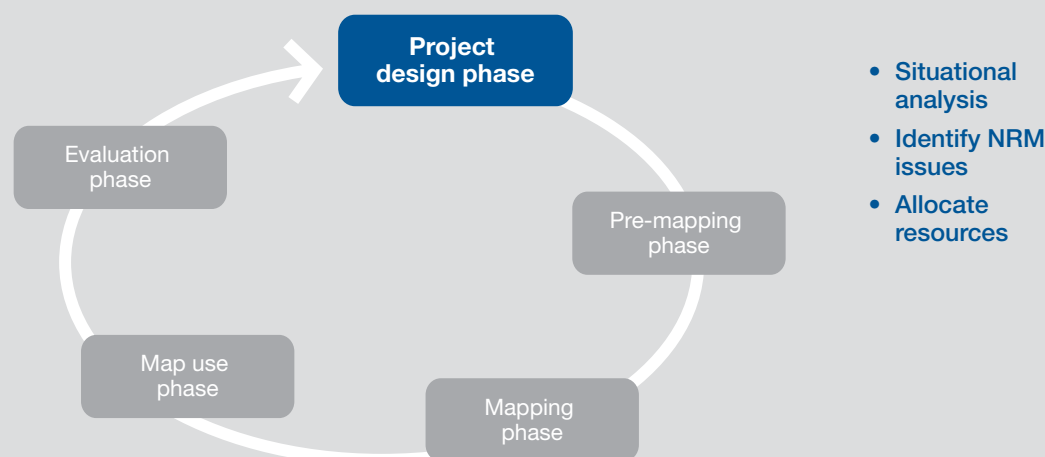 Project
design phase
Evaluation
phase
Pre-mapping
phase
Map use
phase
Mapping
phase
• Situational
analysis
• Identify NRM
issues
• Allocate
resources